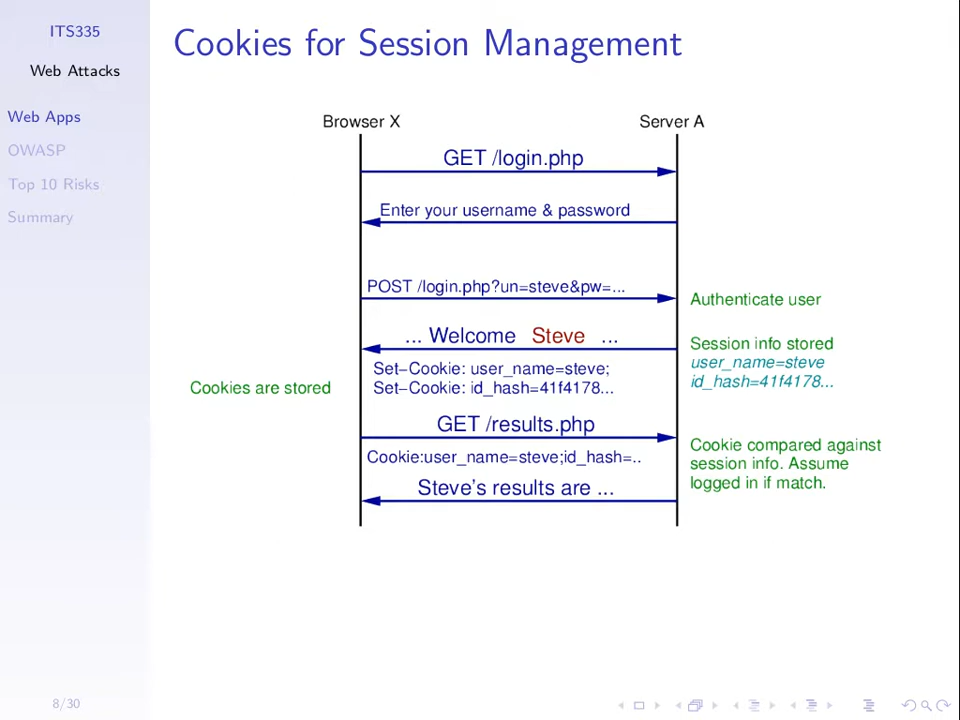 ITS335
Web Attacks
Web Apps
OWASP
Top 10 Risks
Summary
Cookies for Session Management
Browser X
Server A
GET /login.php
Enter your username & password
POST /login.php?un=steve&pw=...
Authenticate user
... Welcome Steve ...
Session info stored
user_name=steve
id_hash=41f4178...
Set-Cookie: user_name=steve;
Set-Cookie: id_hash=41f4178...
Cookies are stored
GET /results.php
Cookie:user_name=steve;id_hash=..
Cookie compared against
session info. Assume
logged in if match.
Steve's results are ...
8/30